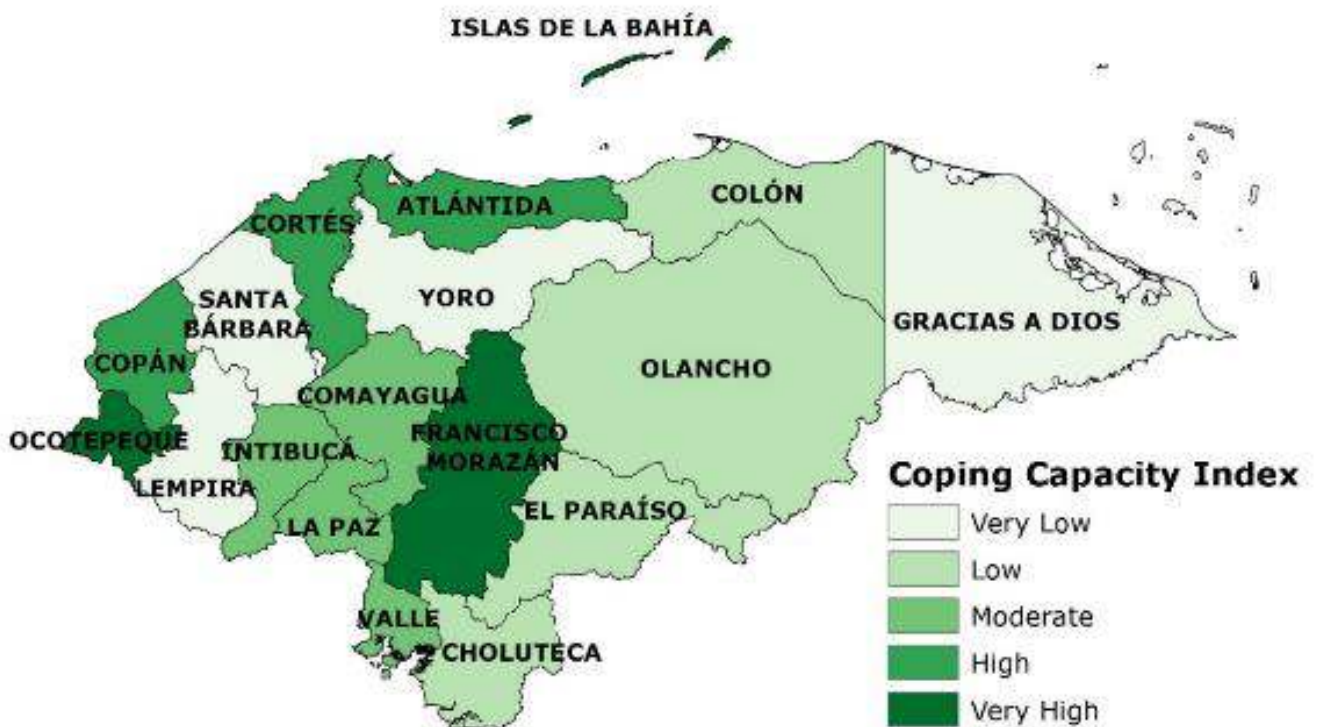 ISLAS DE LA BAHÍA
ATLÁNTIDA
COLÓN
CORTÉS
SANTA
BÁRBARA
YORO
GRACIAS A DIOS
COPÁN
OLANCHO
COMAYAGUA
OCOTEPEQUE
INTIBUCÁ
FRANCISCO
MORAZÁN
LEMPIRA
EL PARAÍSO
LA PAZ
VALLE
CHOLUTECA
Coping Capacity Index
Very Low
Low
Moderate
High
Very High